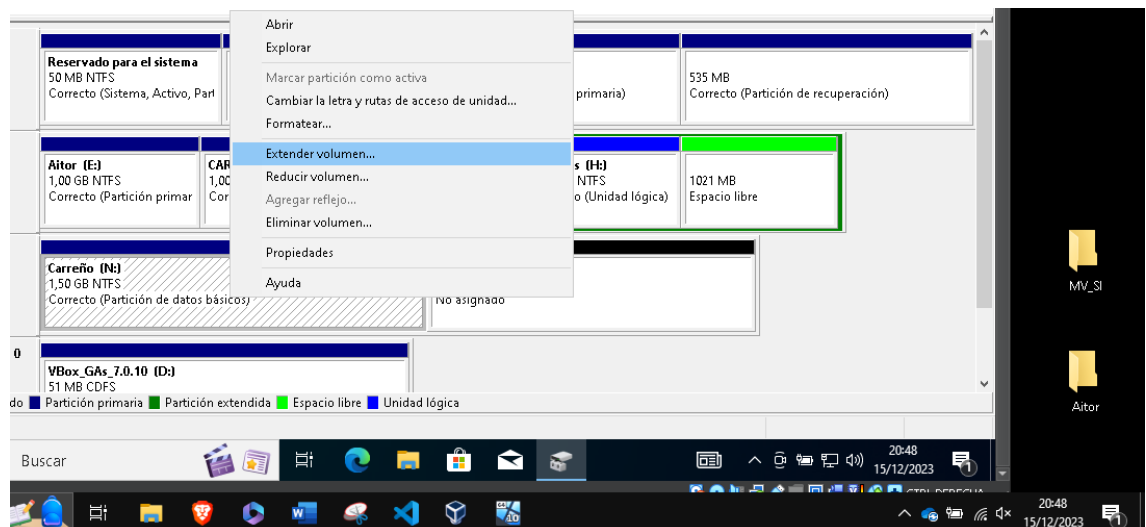 Abrir
Explorar
Marcar partición como activa
Cambiar la letra y rutas de acceso de unidad...
Formatear...
Extender volumen...
Reducir volumen...
Agregar reflejo...
Eliminar volumen...
Propiedades
Ayuda
Reservado para el sistema
50 MB NTFS
Correcto (Sistema, Activo, Part
primaria)
535 MB
Correcto (Partición de recuperación)
Aitor (E:)
1,00 GB NTFS
Correcto (Partición primar
CAR
1,00
Cor
s (H:)
NTFS
o (Unidad lógica)
1021 MB
Espacio libre
Carreño (N:)
1,50 GB NTFS
Correcto (Partición de datos básicos)
No asignado
0
VBox_GAs_7.0.10 (D:)
51 MB CDFS
do Partición primaria Partición extendida Espacio libre Unidad lógica
MV_SI
Aitor
Buscar
20:48
15/12/2023
1
CTRL DERECHA
20:48
15/12/2023
1